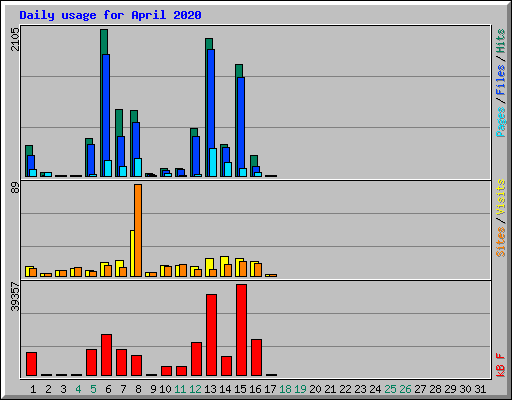 Daily usage for April 2020
2105
Pages / Files / Hits
89
Sites / Visits
39357
kB F
1 2 3 4 5 6 7 8 9 10 11 12 13 14 15 16 17 18 19 20 21 22 23 24 25 26 27 28 29 30 31